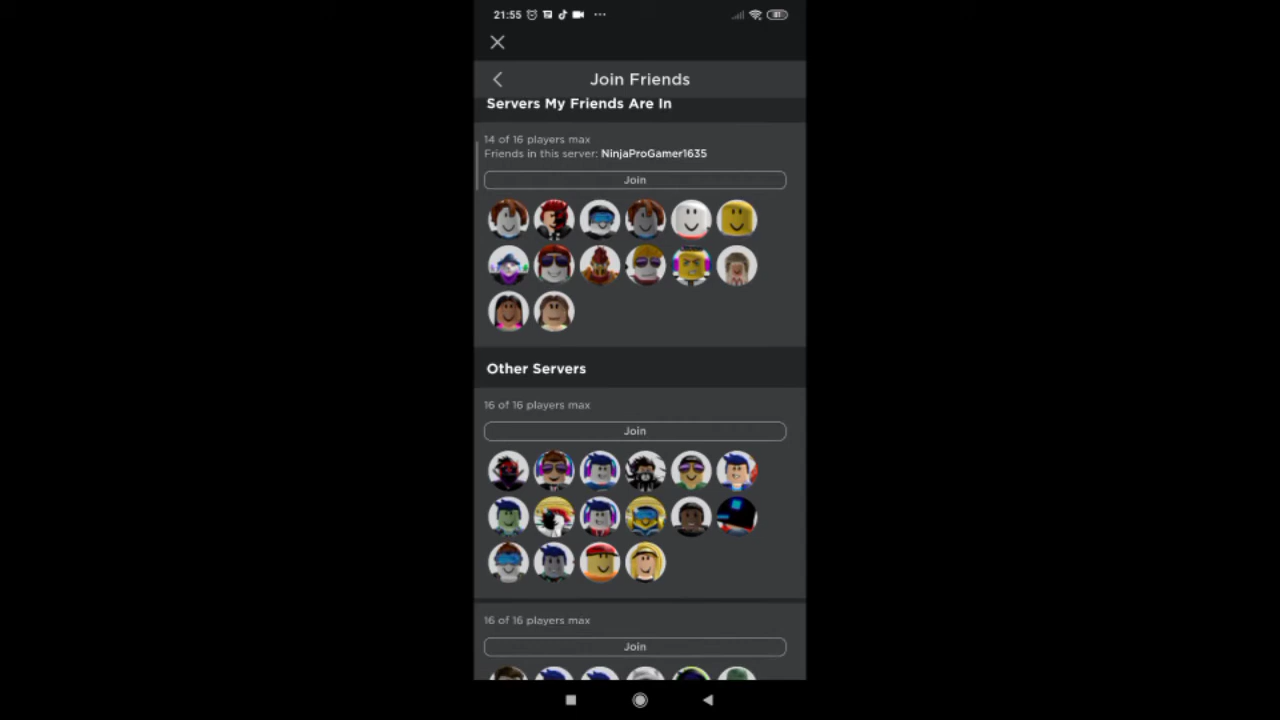 21:55
81
Join Friends
Servers My Friends Are In
14 of 16 players max
Friends in this server: NinjaProGamer1635
Join
Other Servers
16 of 16 players max
Join
16 of 16 players max
Join